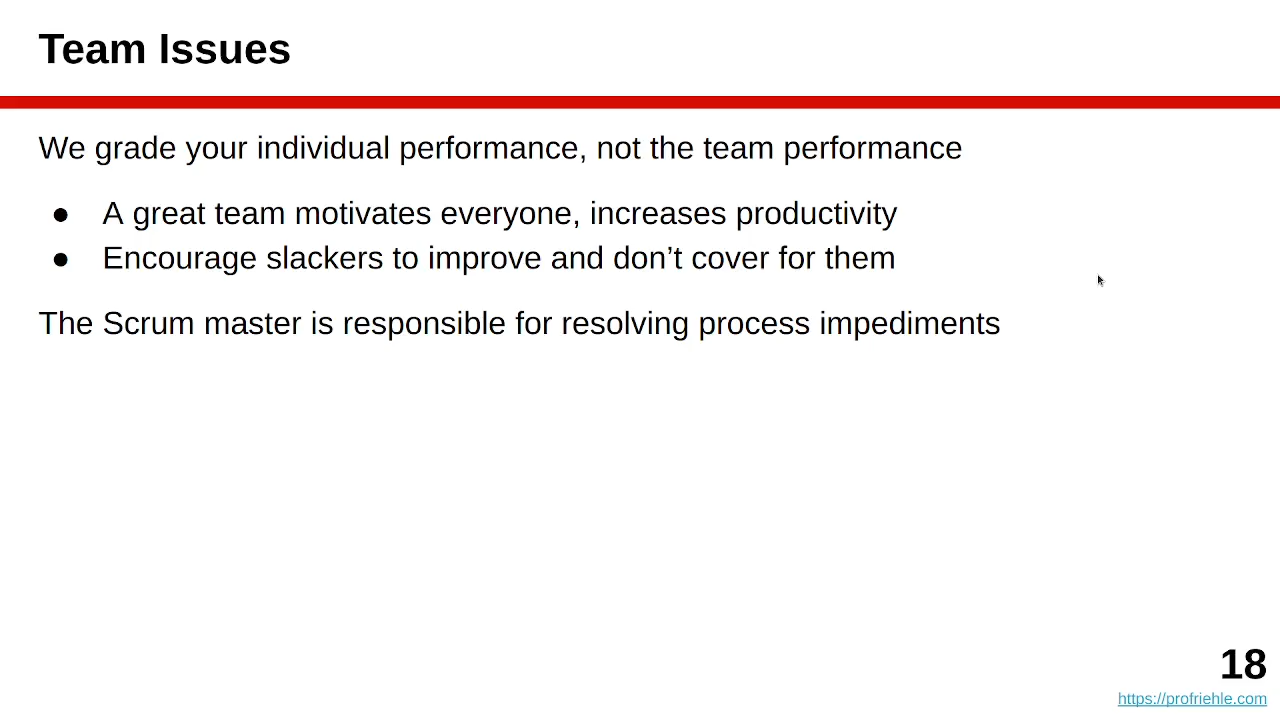 Team Issues
We grade your individual performance, not the team performance
● A great team motivates everyone, increases productivity
● Encourage slackers to improve and don’t cover for them
The Scrum master is responsible for resolving process impediments
18
https://profriehle.com